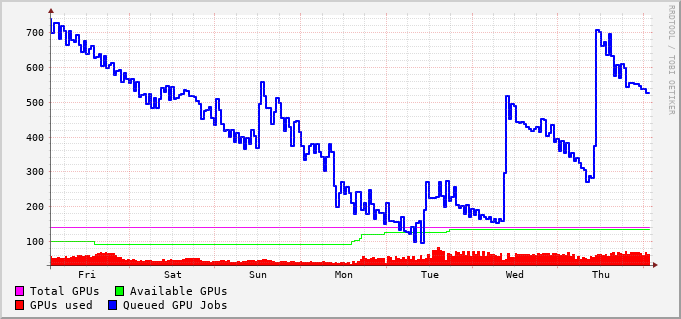 700
600
500
400
300
200
100
Fri Sat Sun Mon Tue Wed Thu
Total GPUs Available GPUs
GPUs used Queued GPU Jobs
RRDTOOL / TOBI OETIKER